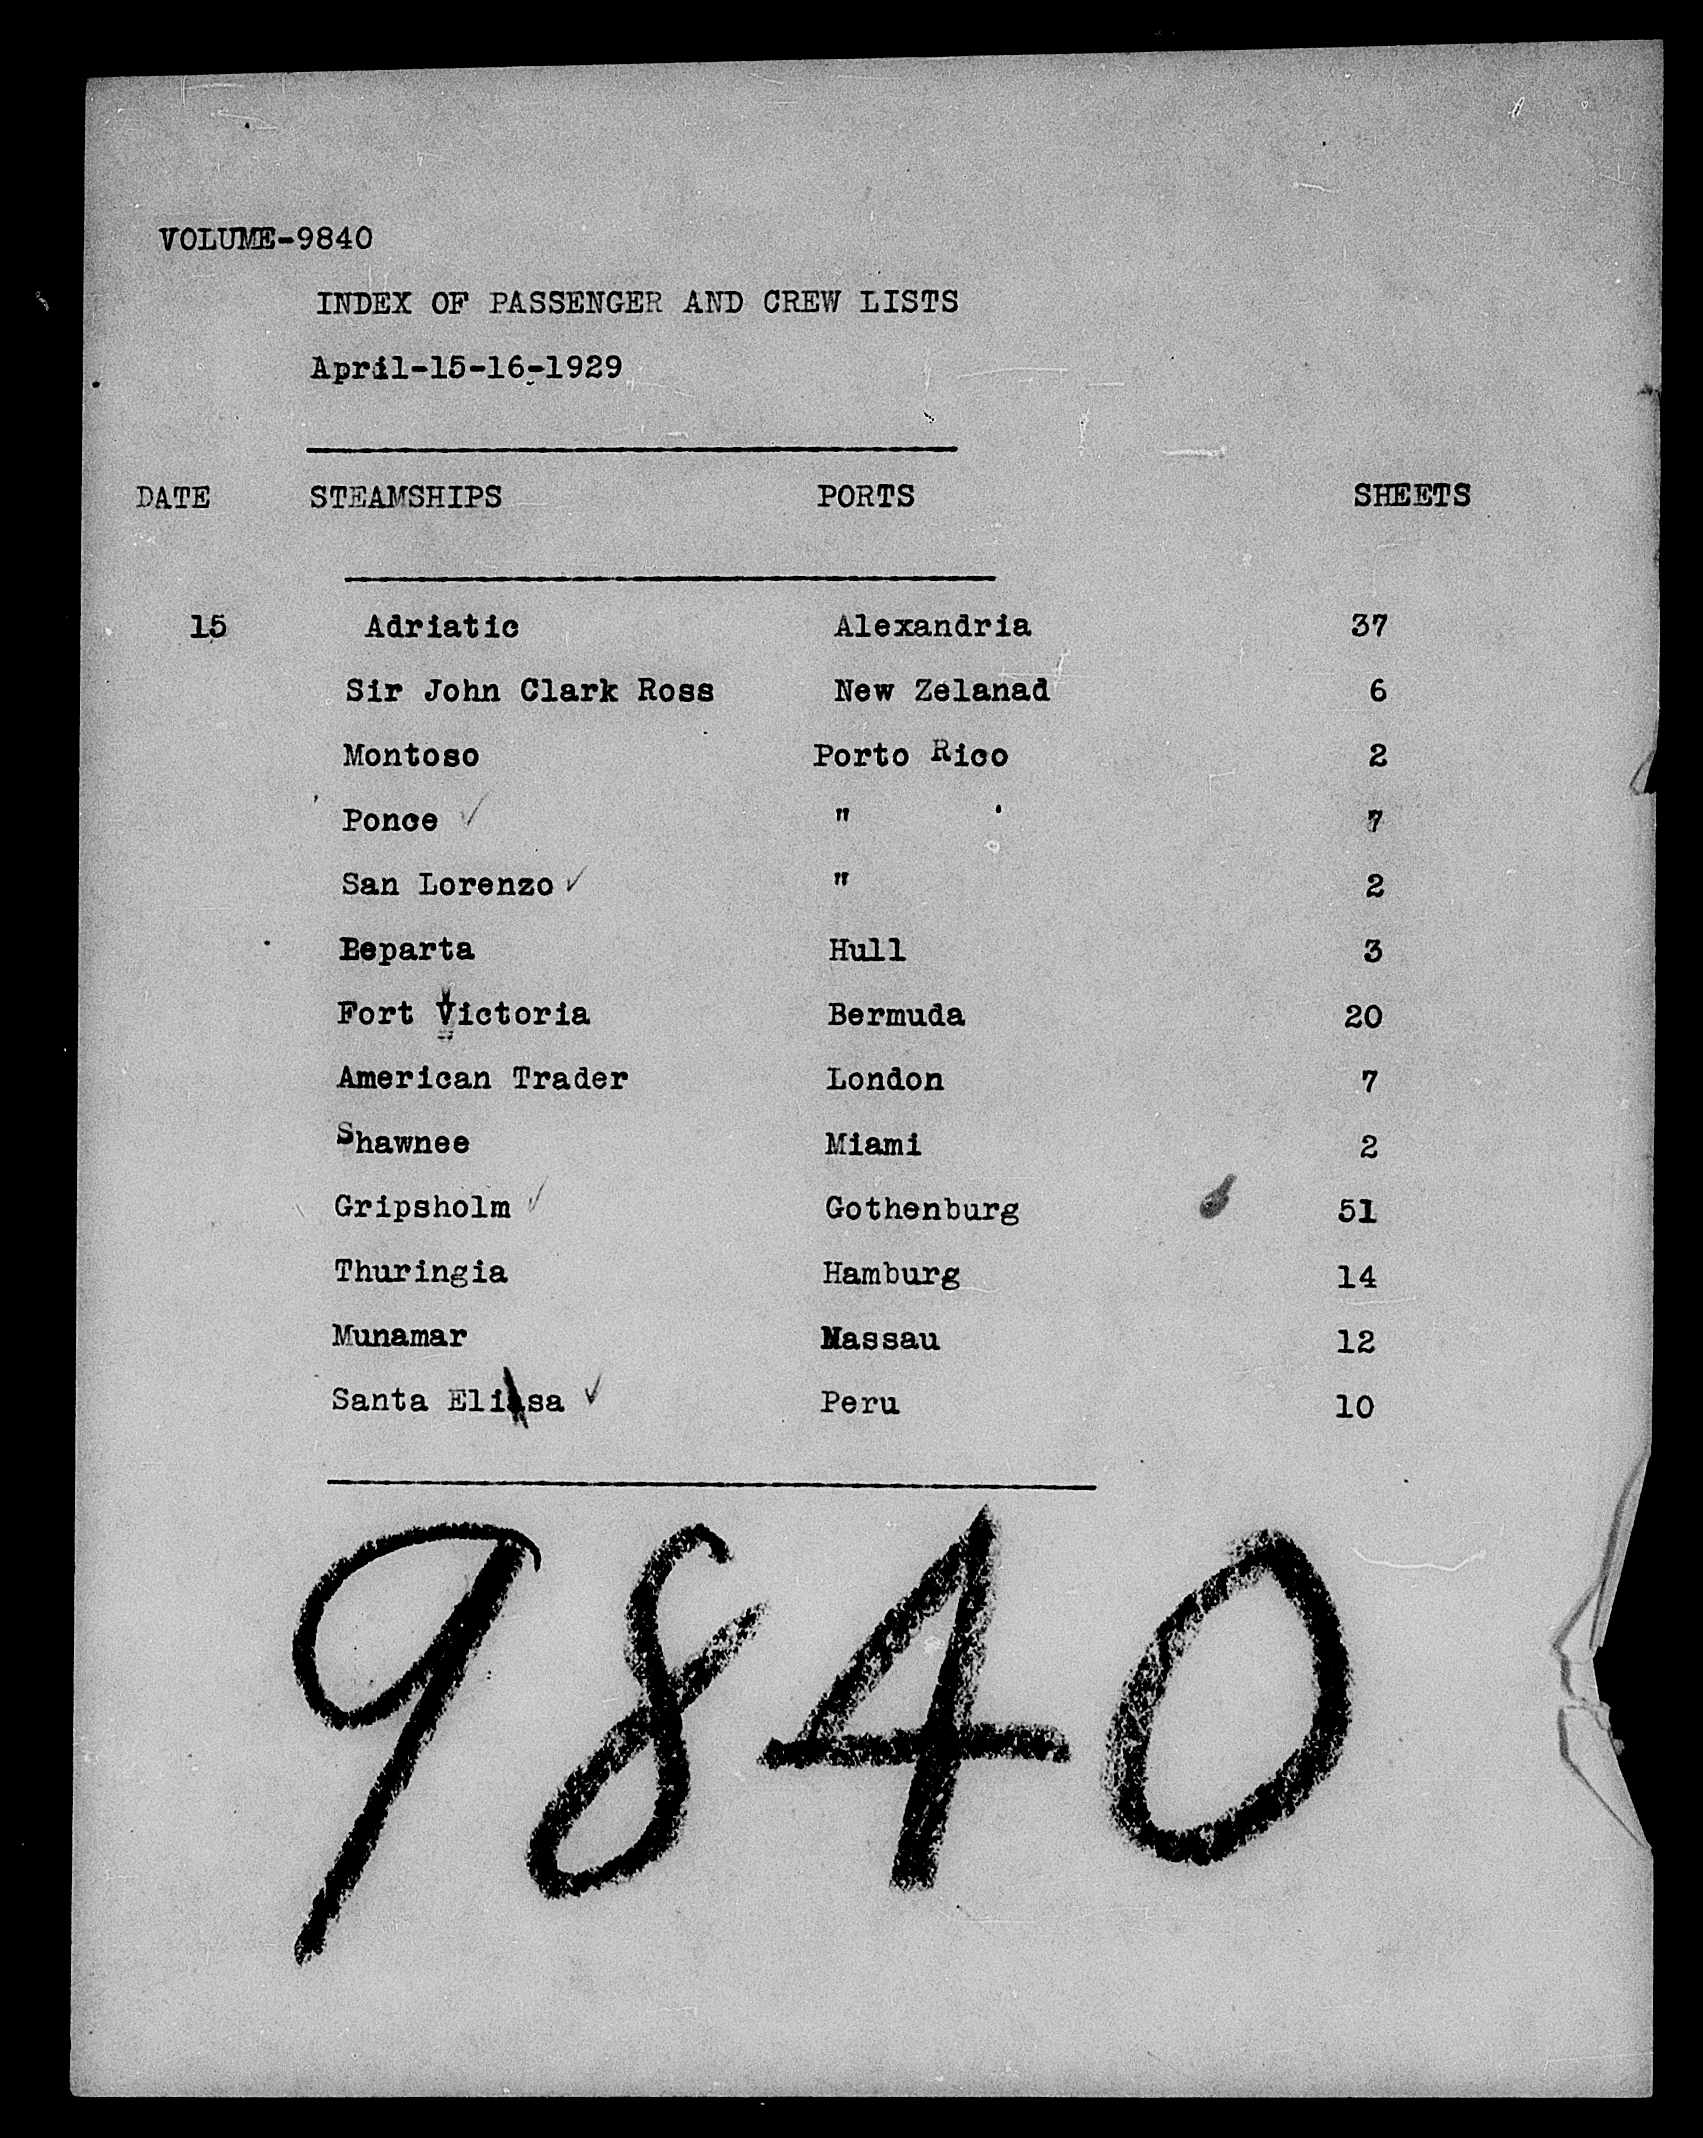 VOLUME-9840
INDEX OF PASSENGER AND CREW LISTS
April-15-16-1929
DATE STEAMSHIPS PORTS SHEETS
15 Adriatic Alexandria 37
Sir John Clark Ross New Zelanad 6
Montoso Porto Rico 2
Ponce ✓ " 7
San Lorenzo ✓ " 2
Eeparta Hull 3
Fort Victoria Bermuda 20
American Trader London 7
Shawnee Miami 2
Gripsholm ✓ Gothenburg 51
Thuringia Hamburg 14
Munamar Nassau 12
Santa Elisa ✓ Peru 10
9840